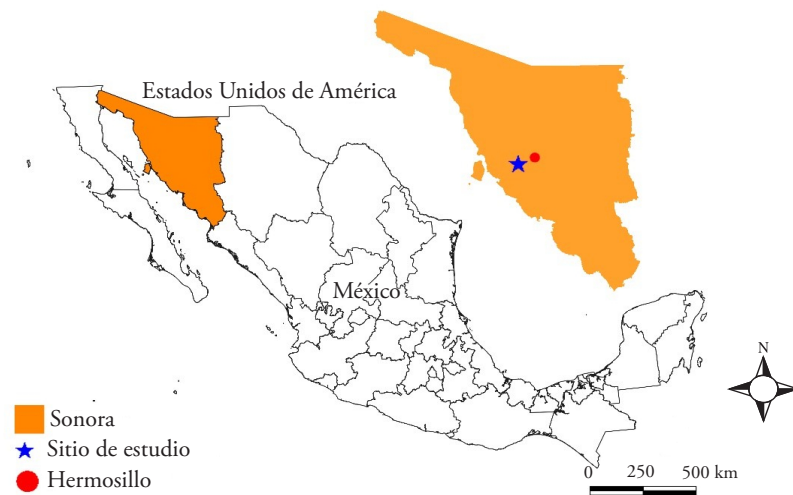 Estados Unidos de América
México
N
Sonora
Sitio de estudio
Hermosillo
0 250 500 km